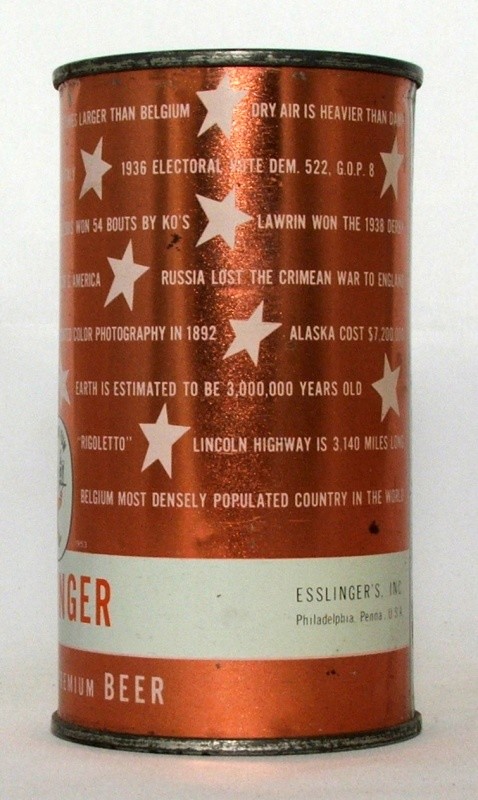 LARGER THAN BELGIUM DRY AIR IS HEAVIER THAN
1936 ELECTORAL VOTE DEM. 522, G.O.P. 8
WON 54 BOUTS BY KO'S LAWRIN WON THE 1938 DERBY
AMERICA RUSSIA LOST THE CRIMEAN WAR TO ENGLAND
COLOR PHOTOGRAPHY IN 1892 ALASKA COST $7,200,000
EARTH IS ESTIMATED TO BE 3,000,000 YEARS OLD
"RIGOLETTO" LINCOLN HIGHWAY IS 3,140 MILES LONG
BELGIUM MOST DENSELY POPULATED COUNTRY IN THE WORLD
NGER
ESSLINGER'S, INC.
Philadelphia, Penna., U.S.A.
EMIUM BEER